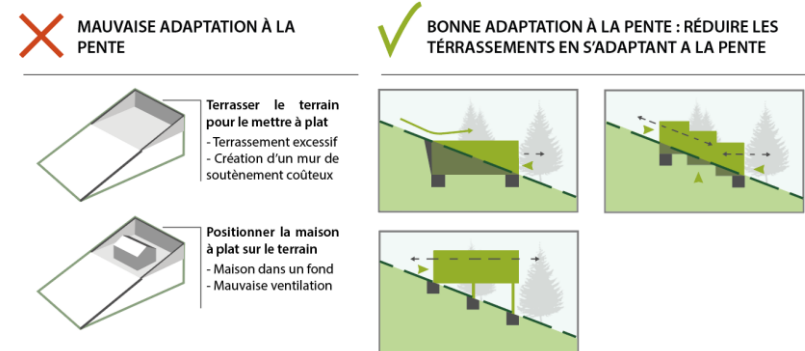 MAUVAISE ADAPTATION À LA
PENTE
Terrasser le terrain
pour le mettre à plat
- Terrassement excessif
- Création d'un mur de
soutènement coûteux
Positionner la maison
à plat sur le terrain
- Maison dans un fond
- Mauvaise ventilation
BONNE ADAPTATION À LA PENTE : RÉDUIRE LES
TÉRRASSEMENTS EN S'ADAPTANT A LA PENTE